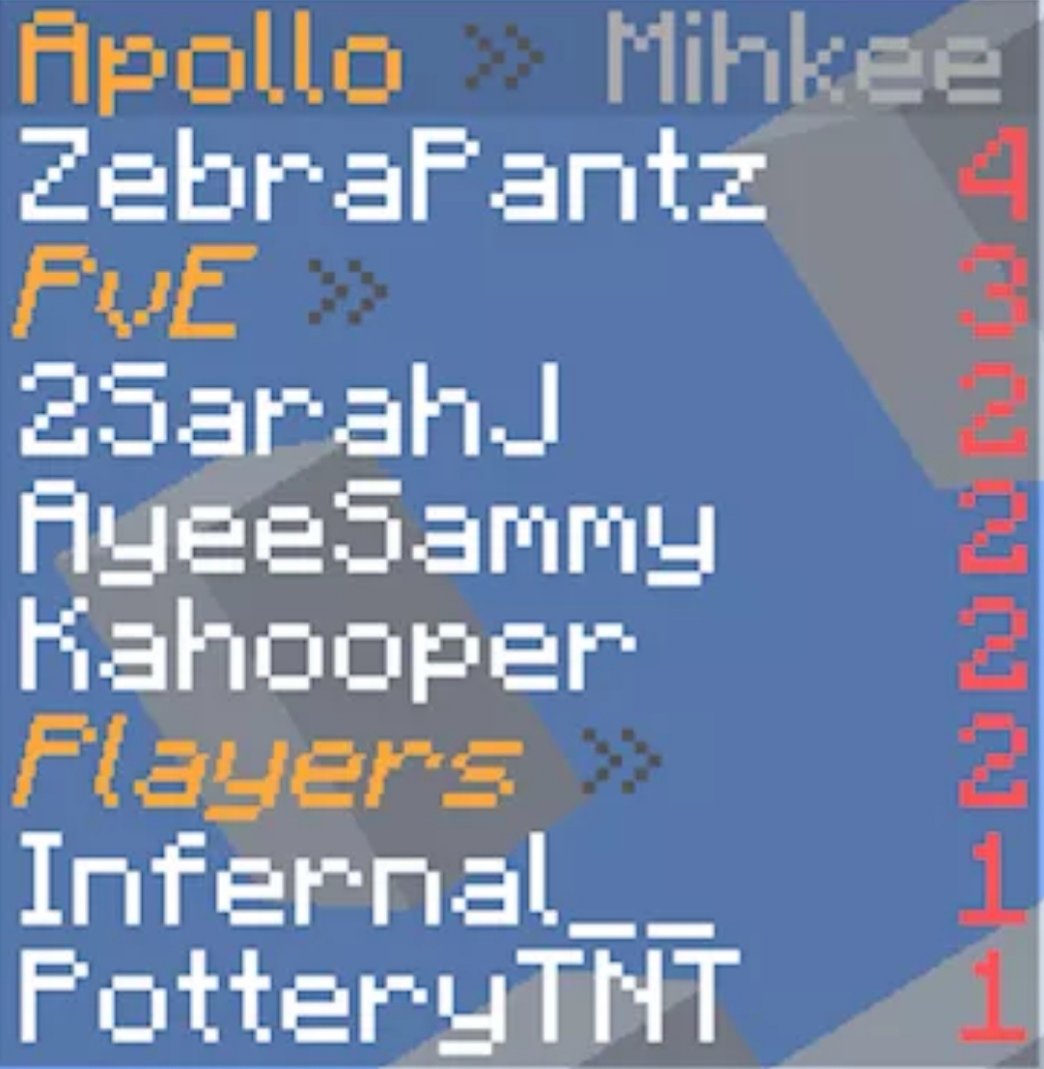 Apollo » Mihkee
ZebraPantz 4
PvE » 3
2SarahJ 2
AyeeSammy 2
Kahooper 2
Players » 2
Infernal__ 1
PotteryTNT 1